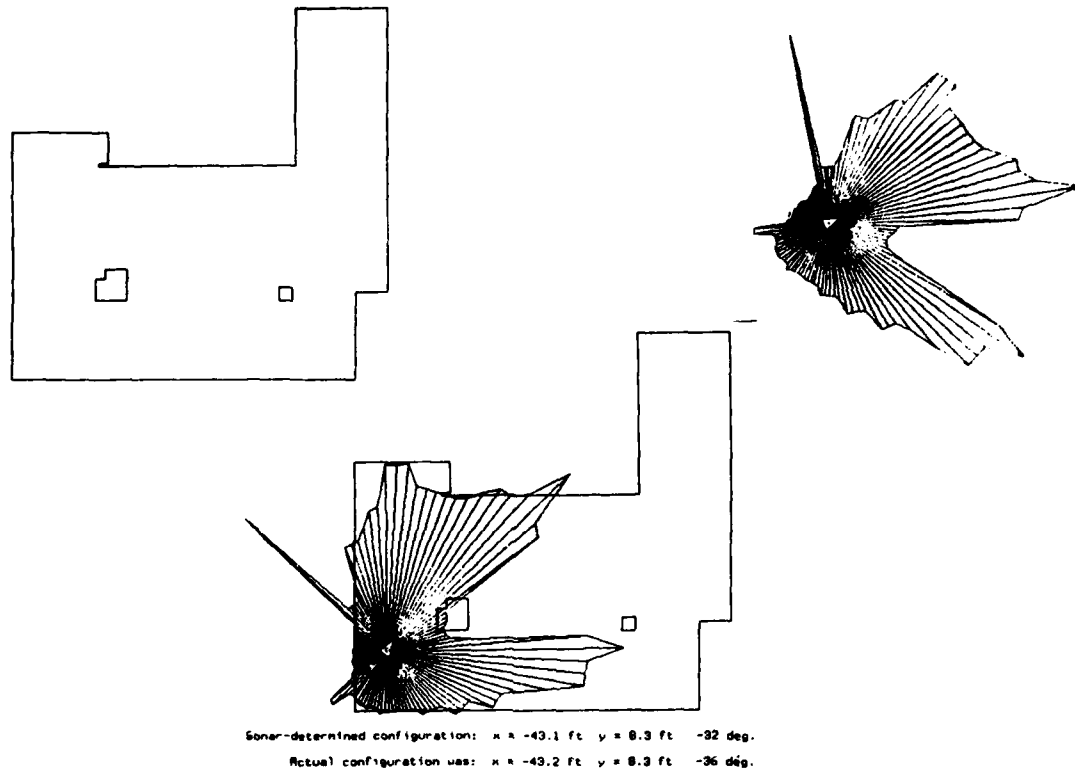 Sonar-determined configuration: x = -43.1 ft y = 8.3 ft -32 deg.
Actual configuration was: x = -43.2 ft y = 8.3 ft -36 deg.